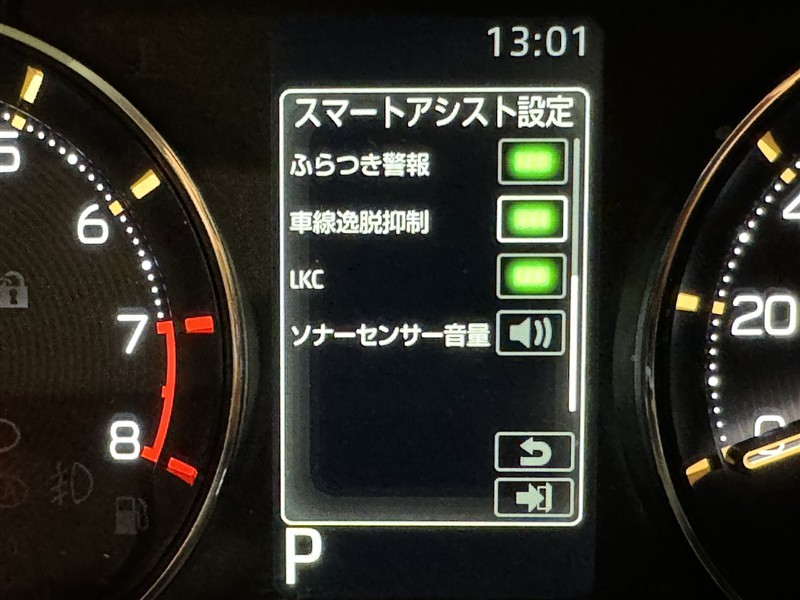 13:01
スマートアシスト設定
ふらつき警報
車線逸脱抑制
LKC
ソナーセンサー音量
P
5
6
7
8
20
0